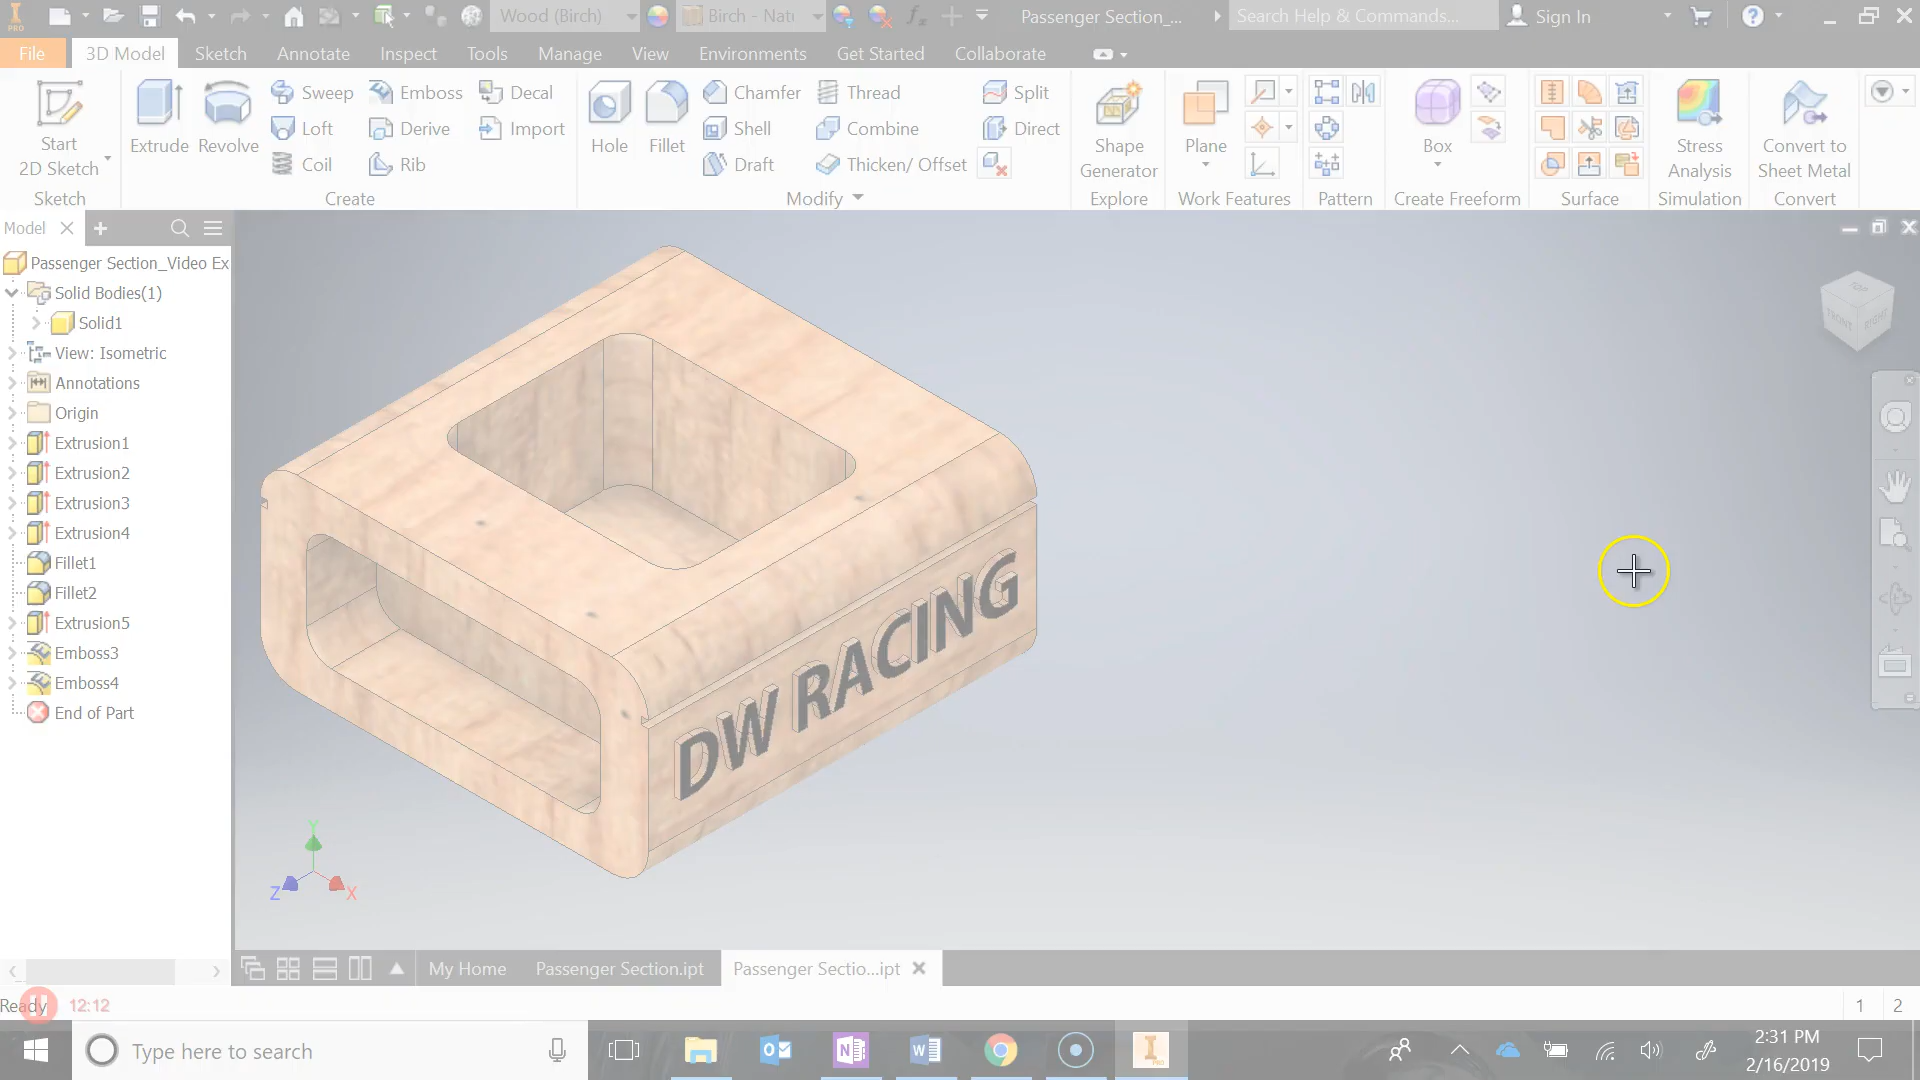 PRO
Wood (Birch)
Birch - Nat
Passenger Section_...
Search Help & Commands...
Sign In
File
3D Model
Sketch
Annotate
Inspect
Tools
Manage
View
Environments
Get Started
Collaborate
Start
2D Sketch
Extrude
Revolve
Sweep
Loft
Coil
Emboss
Derive
Rib
Decal
Import
Hole
Fillet
Chamfer
Shell
Draft
Thread
Combine
Thicken/ Offset
Split
Direct
Shape
Generator
Plane
Box
Stress
Analysis
Convert to
Sheet Metal
Sketch
Create
Modify
Explore
Work Features
Pattern
Create Freeform
Surface
Simulation
Convert
Model
Passenger Section_Video Ex
Solid Bodies(1)
Solid1
View: Isometric
Annotations
Origin
Extrusion1
Extrusion2
Extrusion3
Extrusion4
Fillet1
Fillet2
Extrusion5
Emboss3
Emboss4
End of Part
TOP
FRONT
RIGHT
DW RACING
Y
Z
X
My Home
Passenger Section.ipt
Passenger Sectio...ipt
Ready
12:12
1
2
Type here to search
2:31 PM
2/16/2019